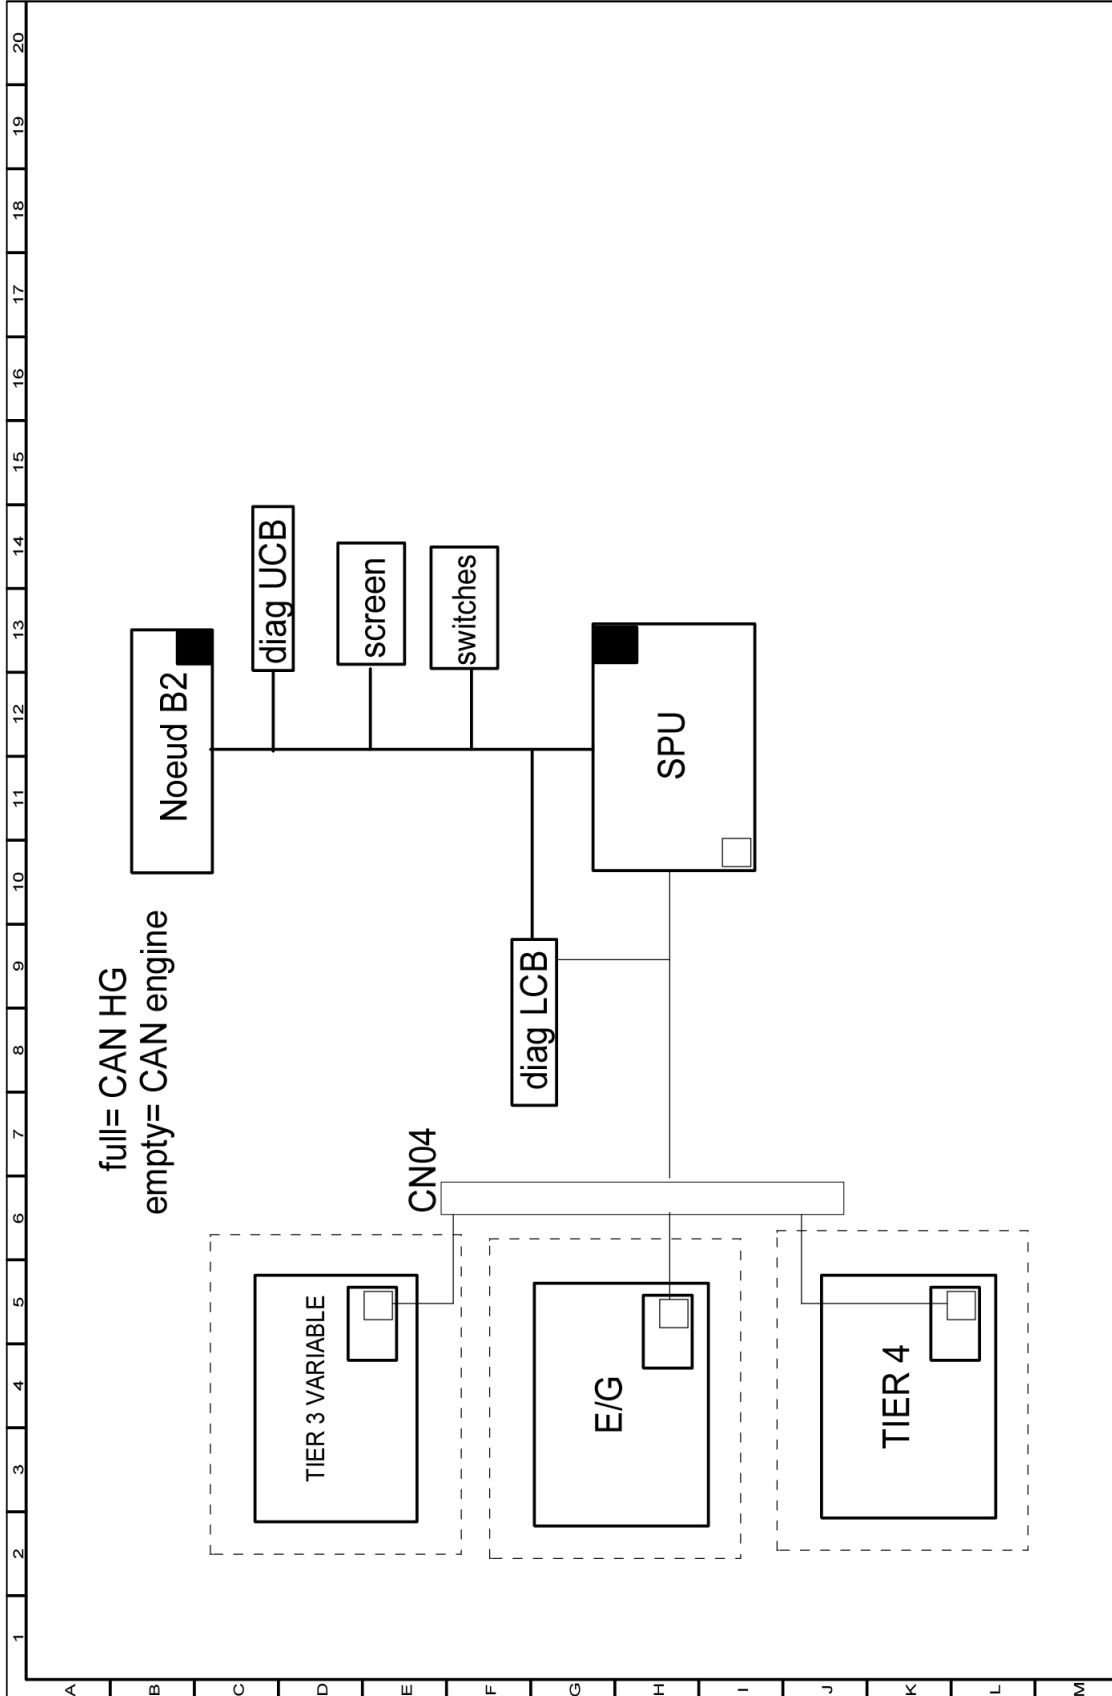 1
2
3
4
5
6
7
8
9
10
11
12
13
14
15
16
17
18
19
20
A
B
C
D
E
F
G
H
I
J
K
L
M
full= CAN HG
empty= CAN engine
Noeud B2
diag UCB
screen
switches
diag LCB
SPU
CN04
TIER 3 VARIABLE
E/G
TIER 4